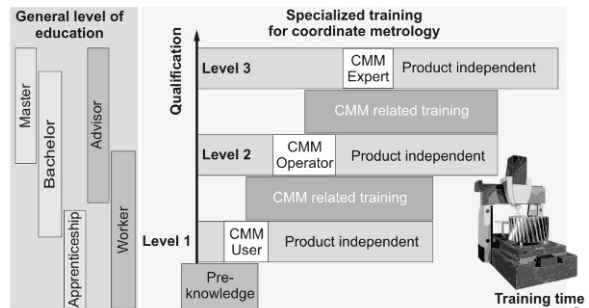 General level of
education
Master
Bachelor
Apprenticeship
Advisor
Worker
Specialized training
for coordinate metrology
Qualification
Level 3
CMM
Expert
Product independent
CMM related training
Level 2
CMM
Operator
Product independent
CMM related training
Level 1
CMM
User
Product independent
Pre-
knowledge
Training time